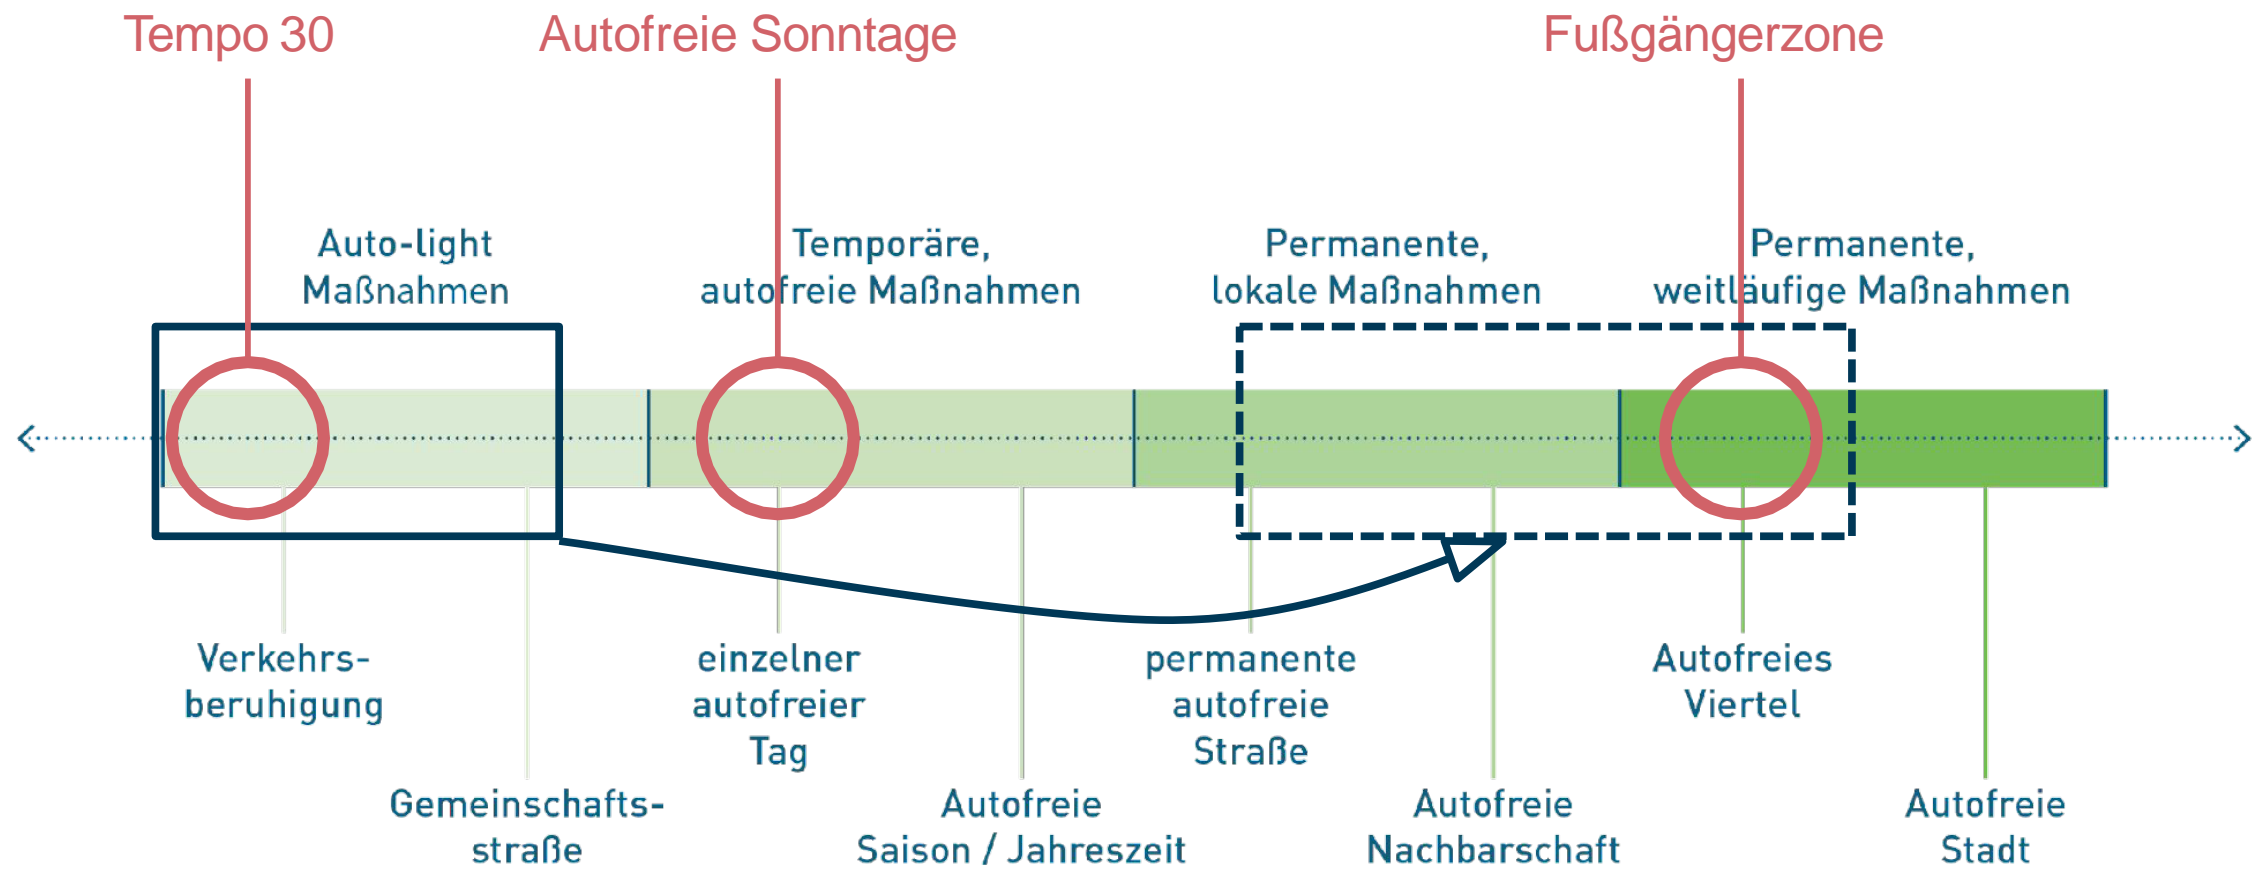 Tempo 30
Autofreie Sonntage
Fußgängerzone
Auto-light
Maßnahmen
Temporäre,
autofreie Maßnahmen
Permanente,
lokale Maßnahmen
Permanente,
weitläufige Maßnahmen
Verkehrs-
beruhigung
Gemeinschafts-
straße
einzelner
autofreier
Tag
Autofreie
Saison / Jahreszeit
permanente
autofreie
Straße
Autofreie
Nachbarschaft
Autofreies
Viertel
Autofreie
Stadt